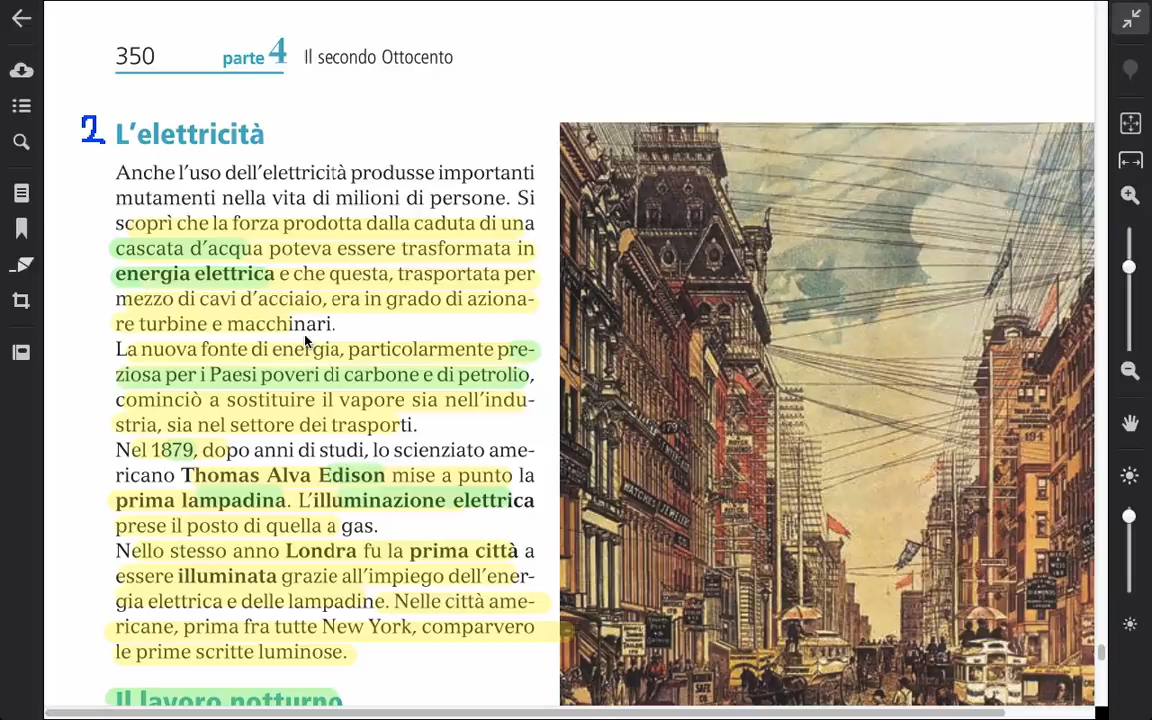 350 parte 4 Il secondo Ottocento
2 L'elettricità
Anche l'uso dell'elettricità produsse importanti
mutamenti nella vita di milioni di persone. Si
scoprì che la forza prodotta dalla caduta di una
cascata d'acqua poteva essere trasformata in
energia elettrica e che questa, trasportata per
mezzo di cavi d'acciaio, era in grado di aziona-
re turbine e macchinari.
La nuova fonte di energia, particolarmente pre-
ziosa per i Paesi poveri di carbone e di petrolio,
cominciò a sostituire il vapore sia nell'indu-
stria, sia nel settore dei trasporti.
Nel 1879, dopo anni di studi, lo scienziato ame-
ricano Thomas Alva Edison mise a punto la
prima lampadina. L'illuminazione elettrica
prese il posto di quella a gas.
Nello stesso anno Londra fu la prima città a
essere illuminata grazie all'impiego dell'ener-
gia elettrica e delle lampadine. Nelle città ame-
ricane, prima fra tutte New York, comparvero
le prime scritte luminose.
Il lavoro notturno